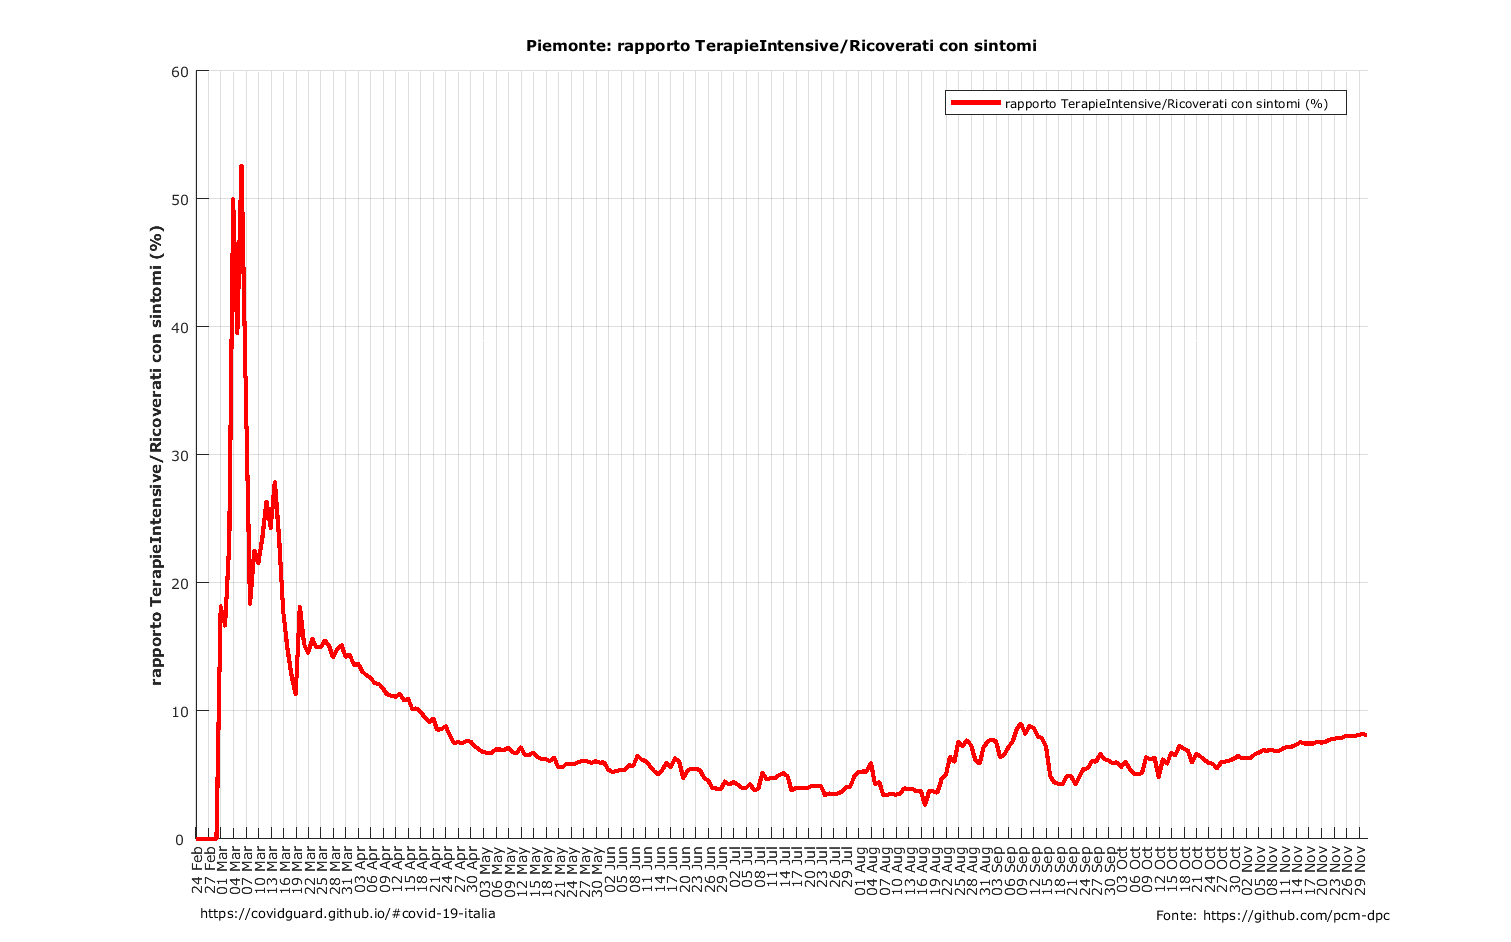 Piemonte: rapporto TerapieIntensive/Ricoverati con sintomi
rapporto TerapieIntensive/Ricoverati con sintomi (%)
rapporto TerapieIntensive/Ricoverati con sintomi (%)
60
50
40
30
20
10
0
24 Feb
27 Feb
01 Mar
04 Mar
07 Mar
10 Mar
13 Mar
16 Mar
19 Mar
22 Mar
25 Mar
28 Mar
31 Mar
03 Apr
06 Apr
09 Apr
12 Apr
15 Apr
18 Apr
21 Apr
24 Apr
27 Apr
30 Apr
03 May
06 May
09 May
12 May
15 May
18 May
21 May
24 May
27 May
30 May
02 Jun
05 Jun
08 Jun
11 Jun
14 Jun
17 Jun
20 Jun
23 Jun
26 Jun
29 Jun
02 Jul
05 Jul
08 Jul
11 Jul
14 Jul
17 Jul
20 Jul
23 Jul
26 Jul
29 Jul
01 Aug
04 Aug
07 Aug
10 Aug
13 Aug
16 Aug
19 Aug
22 Aug
25 Aug
28 Aug
31 Aug
03 Sep
06 Sep
09 Sep
12 Sep
15 Sep
18 Sep
21 Sep
24 Sep
27 Sep
30 Sep
03 Oct
06 Oct
09 Oct
12 Oct
15 Oct
18 Oct
21 Oct
24 Oct
27 Oct
30 Oct
02 Nov
05 Nov
08 Nov
11 Nov
14 Nov
17 Nov
20 Nov
23 Nov
26 Nov
29 Nov
https://covidguard.github.io/#covid-19-italia
Fonte: https://github.com/pcm-dpc